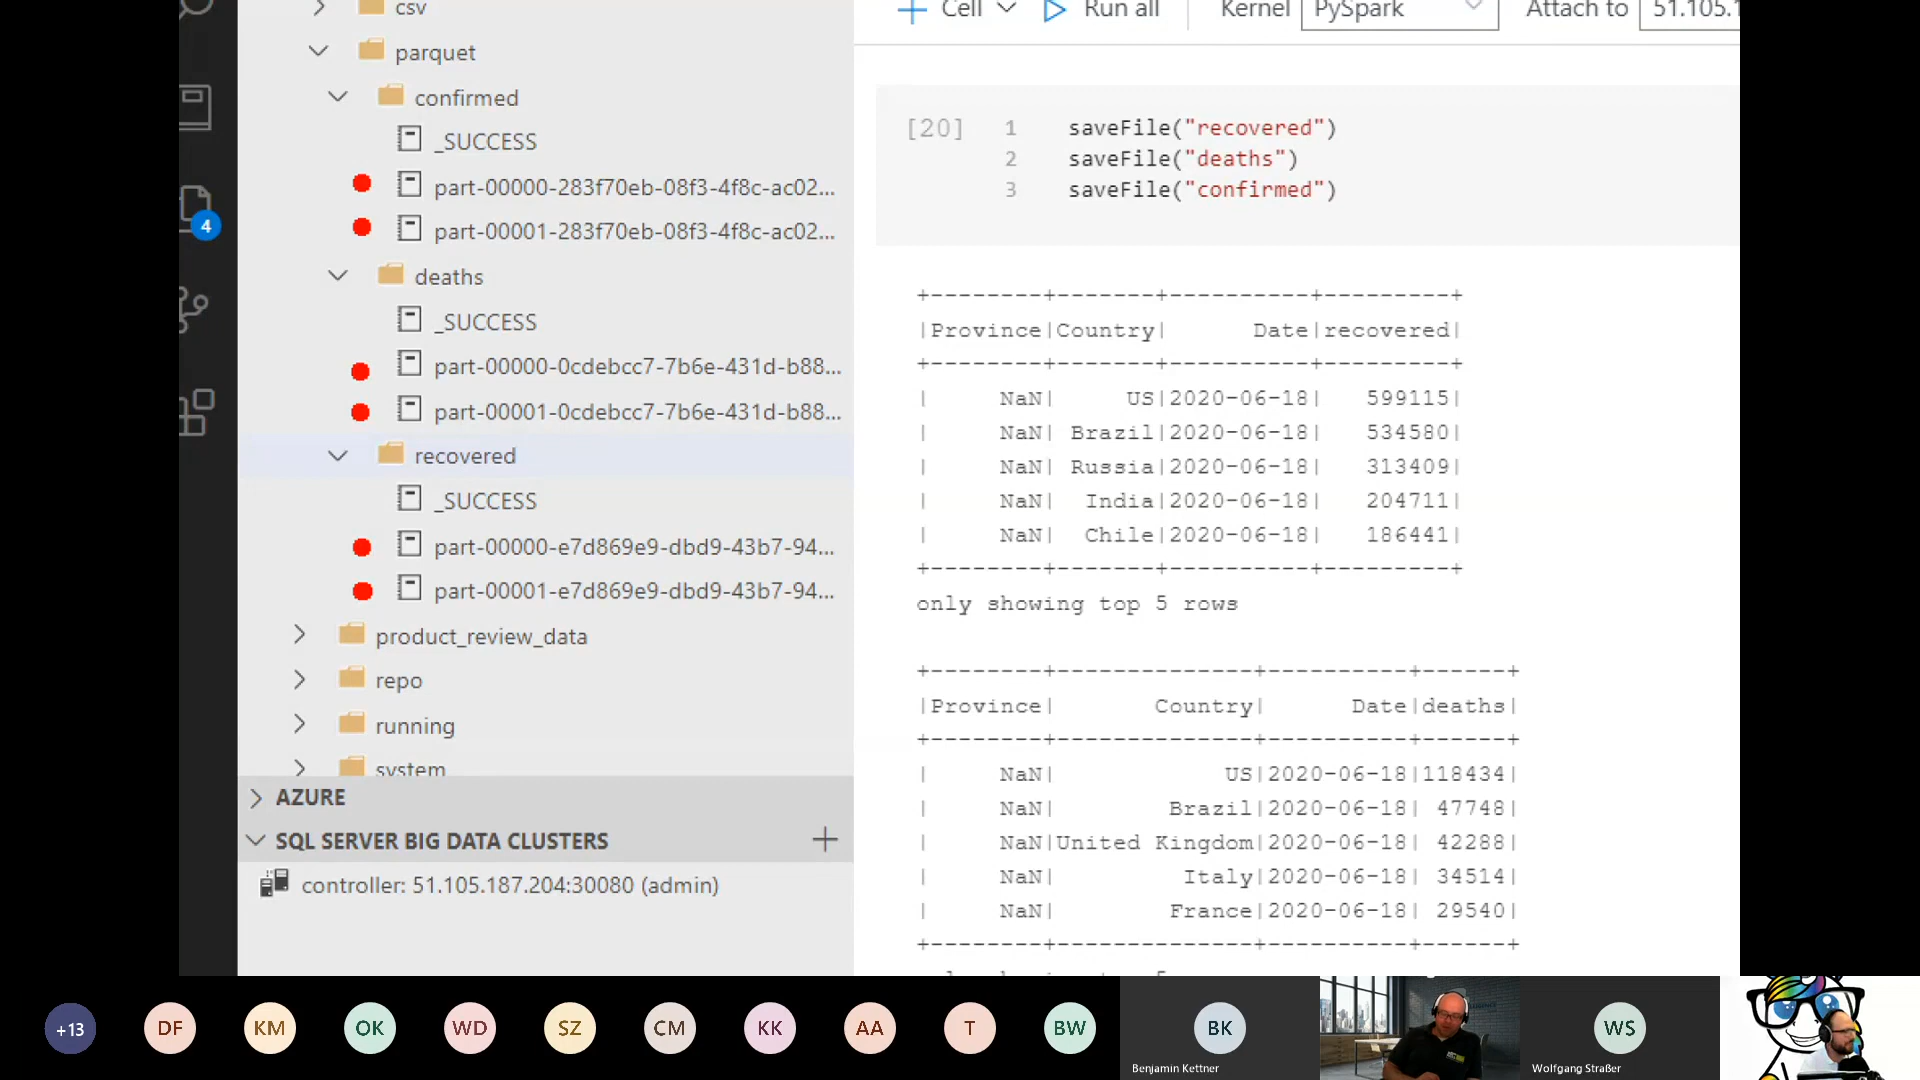 csv
parquet
confirmed
_SUCCESS
part-00000-283f70eb-08f3-4f8c-ac02...
part-00001-283f70eb-08f3-4f8c-ac02...
deaths
_SUCCESS
part-00000-0cdebcc7-7b6e-431d-b88...
part-00001-0cdebcc7-7b6e-431d-b88...
recovered
_SUCCESS
part-00000-e7d869e9-dbd9-43b7-94...
part-00001-e7d869e9-dbd9-43b7-94...
product_review_data
repo
running
system
AZURE
SQL SERVER BIG DATA CLUSTERS
controller: 51.105.187.204:30080 (admin)
4
Cell Run all Kernel PySpark Attach to 51.105.1
[20] 1 saveFile("recovered")
2 saveFile("deaths")
3 saveFile("confirmed")
+--------+-------+----------+---------+
|Province|Country|      Date|recovered|
+--------+-------+----------+---------+
|     NaN|     US|2020-06-18|   599115|
|     NaN| Brazil|2020-06-18|   534580|
|     NaN| Russia|2020-06-18|   313409|
|     NaN|  India|2020-06-18|   204711|
|     NaN|  Chile|2020-06-18|   186441|
+--------+-------+----------+---------+
only showing top 5 rows
+--------+--------------+----------+------+
|Province|       Country|      Date|deaths|
+--------+--------------+----------+------+
|     NaN|            US|2020-06-18|118434|
|     NaN|        Brazil|2020-06-18| 47748|
|     NaN|United Kingdom|2020-06-18| 42288|
|     NaN|         Italy|2020-06-18| 34514|
|     NaN|        France|2020-06-18| 29540|
+--------+--------------+----------+------+
+13 DF KM OK WD SZ CM KK AA T BW BK WS
Benjamin Kettner
Wolfgang Straßer